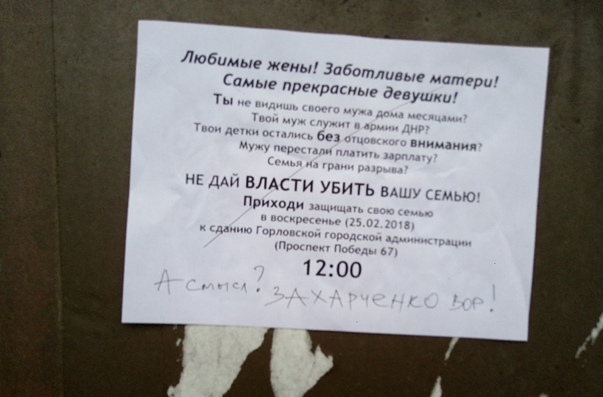 Любимые жены! Заботливые матери!
Самые прекрасные девушки!
Ты не видишь своего мужа дома месяцами?
Твой муж служит в армии ДНР?
Твои детки остались без отцовского внимания?
Мужу перестали платить зарплату?
Семья на грани разрыва?
НЕ ДАЙ ВЛАСТИ УБИТЬ ВАШУ СЕМЬЮ!
Приходи защищать свою семью
в воскресенье (25.02.2018)
к сданию Горловской городской администрации
(Проспект Победы 67)
12:00
А смысл? ЗАХАРЧЕНКО ВОР!